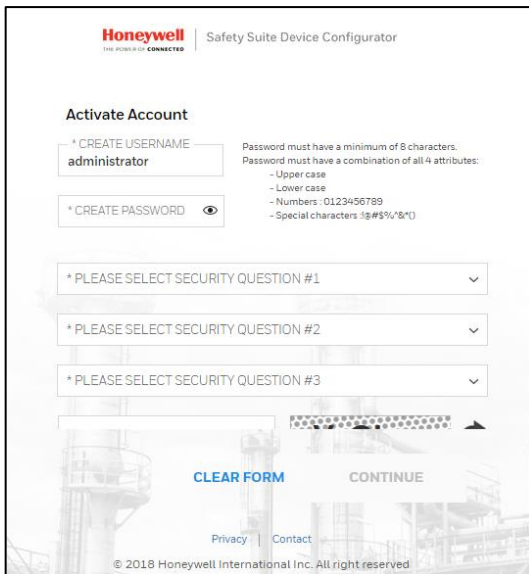 Honeywell
THE POWER OF CONNECTED
Safety Suite Device Configurator
Activate Account
* CREATE USERNAME
administrator
Password must have a minimum of 8 characters.
Password must have a combination of all 4 attributes:
- Upper case
- Lower case
- Numbers : 0123456789
- Special characters :!@#$%^&*()
* CREATE PASSWORD
* PLEASE SELECT SECURITY QUESTION #1
* PLEASE SELECT SECURITY QUESTION #2
* PLEASE SELECT SECURITY QUESTION #3
CLEAR FORM
CONTINUE
Privacy | Contact
© 2018 Honeywell International Inc. All right reserved